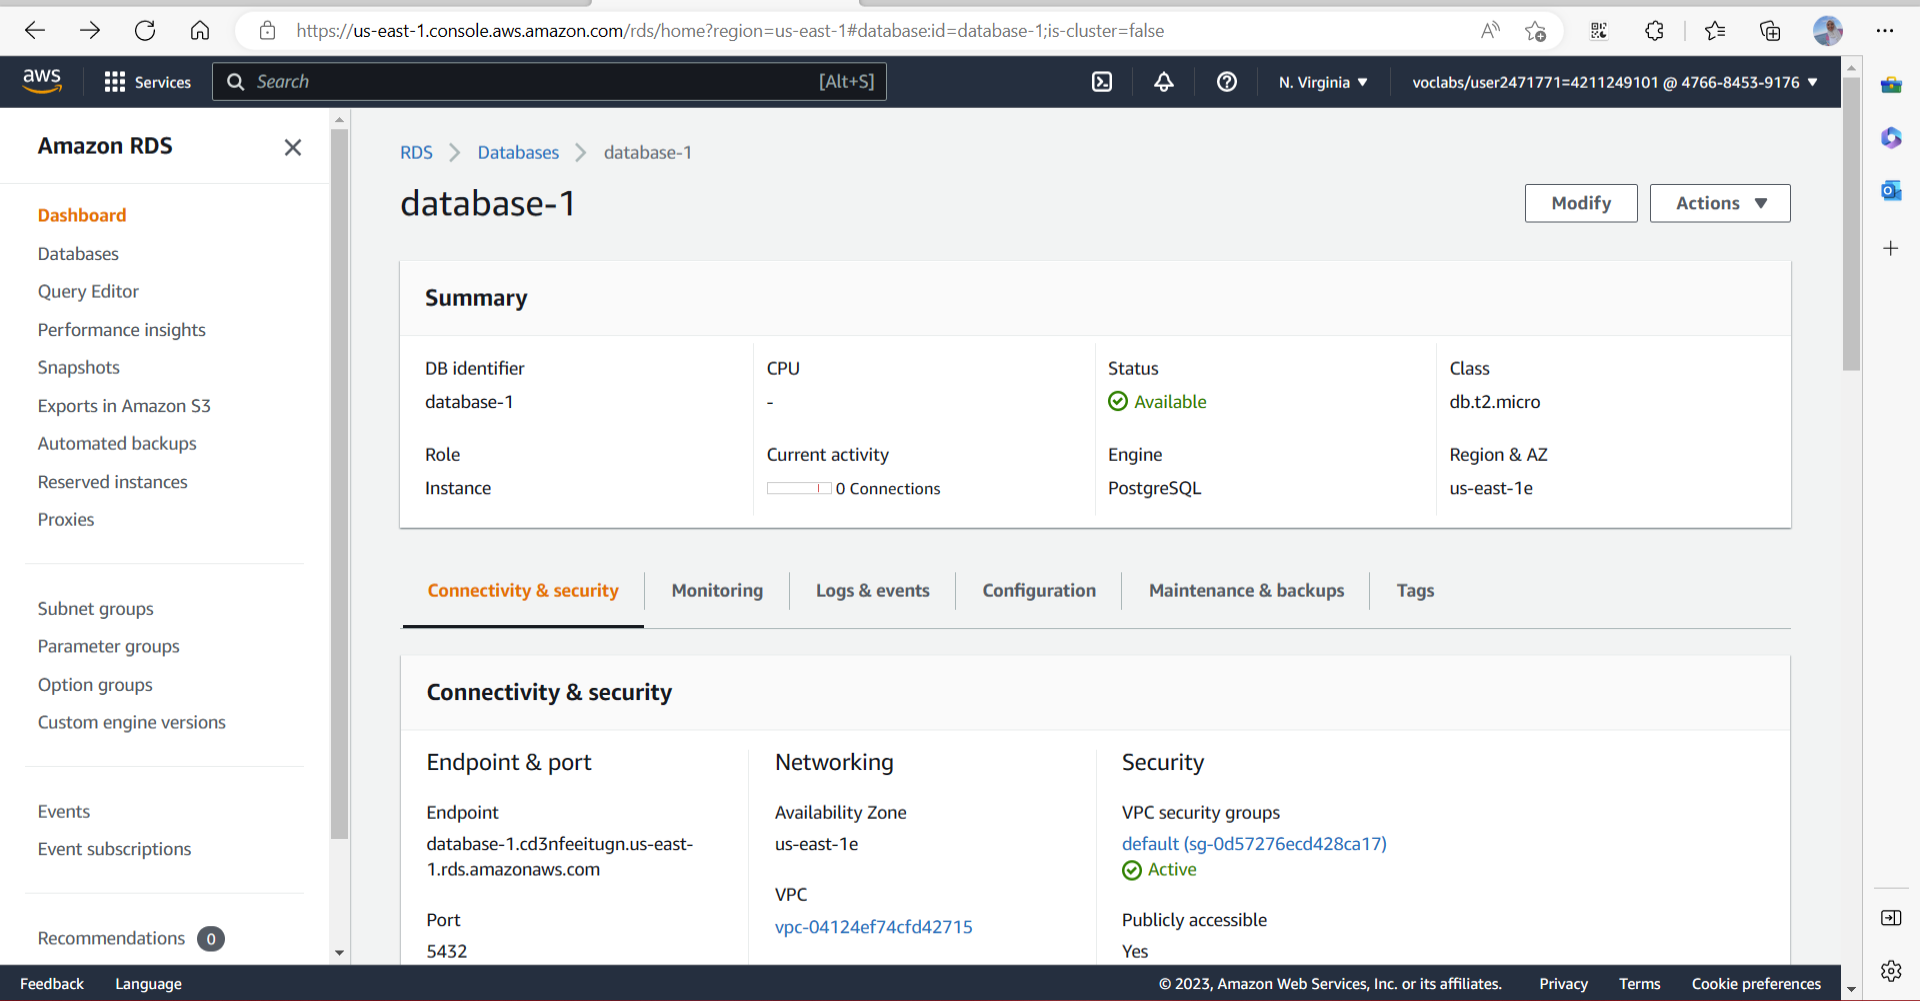 https://us-east-1.console.aws.amazon.com/rds/home?region=us-east-1#database:id=database-1;is-cluster=false
aws
Services
Search
[Alt+S]
N. Virginia
voclabs/user2471771=4211249101 @ 4766-8453-9176
Amazon RDS
Dashboard
Databases
Query Editor
Performance insights
Snapshots
Exports in Amazon S3
Automated backups
Reserved instances
Proxies
Subnet groups
Parameter groups
Option groups
Custom engine versions
Events
Event subscriptions
Recommendations 0
RDS
Databases
database-1
database-1
Modify
Actions
Summary
DB identifier
database-1
CPU
-
Status
Available
Class
db.t2.micro
Role
Instance
Current activity
0 Connections
Engine
PostgreSQL
Region & AZ
us-east-1e
Connectivity & security
Monitoring
Logs & events
Configuration
Maintenance & backups
Tags
Connectivity & security
Endpoint & port
Endpoint
database-1.cd3nfeeitugn.us-east-
1.rds.amazonaws.com
Port
5432
Networking
Availability Zone
us-east-1e
VPC
vpc-04124ef74cfd42715
Security
VPC security groups
default (sg-0d57276ecd428ca17)
Active
Publicly accessible
Yes
Feedback
Language
© 2023, Amazon Web Services, Inc. or its affiliates.
Privacy
Terms
Cookie preferences